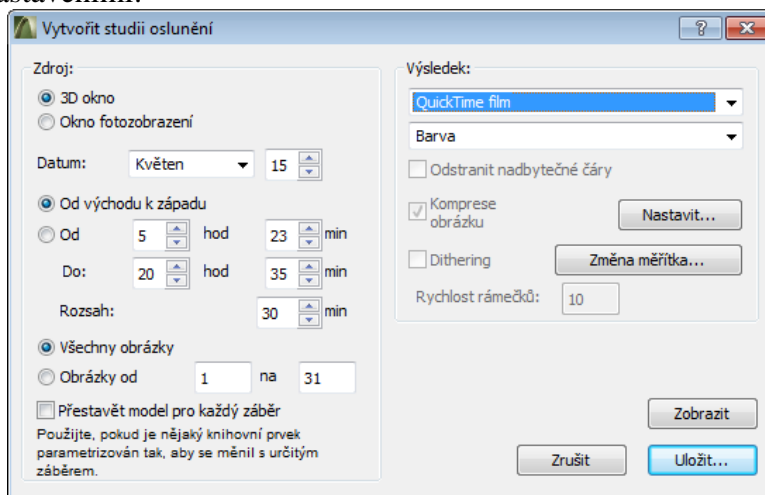 astavením:
Vytvořit studii oslunění
Zdroj:
3D okno
Okno fotozobrazení
Datum: Květen 15
Od východu k západu
Od 5 hod 23 min
Do: 20 hod 35 min
Rozsah: 30 min
Všechny obrázky
Obrázky od 1 na 31
Přestavět model pro každý záběr
Použijte, pokud je nějaký knihovní prvek
parametrizován tak, aby se měnil s určitým
záběrem.
Výsledek:
QuickTime film
Barva
Odstranit nadbytečné čáry
Komprese
obrázku
Nastavit...
Dithering
Změna měřítka...
Rychlost rámečků: 10
Zobrazit
Zrušit
Uložit...